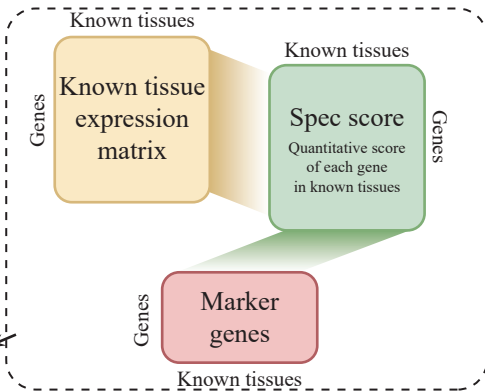 Known tissues
Genes
Known tissue
expression
matrix
Known tissues
Genes
Spec score
Quantitative score
of each gene
in known tissues
Genes
Marker
genes
Known tissues